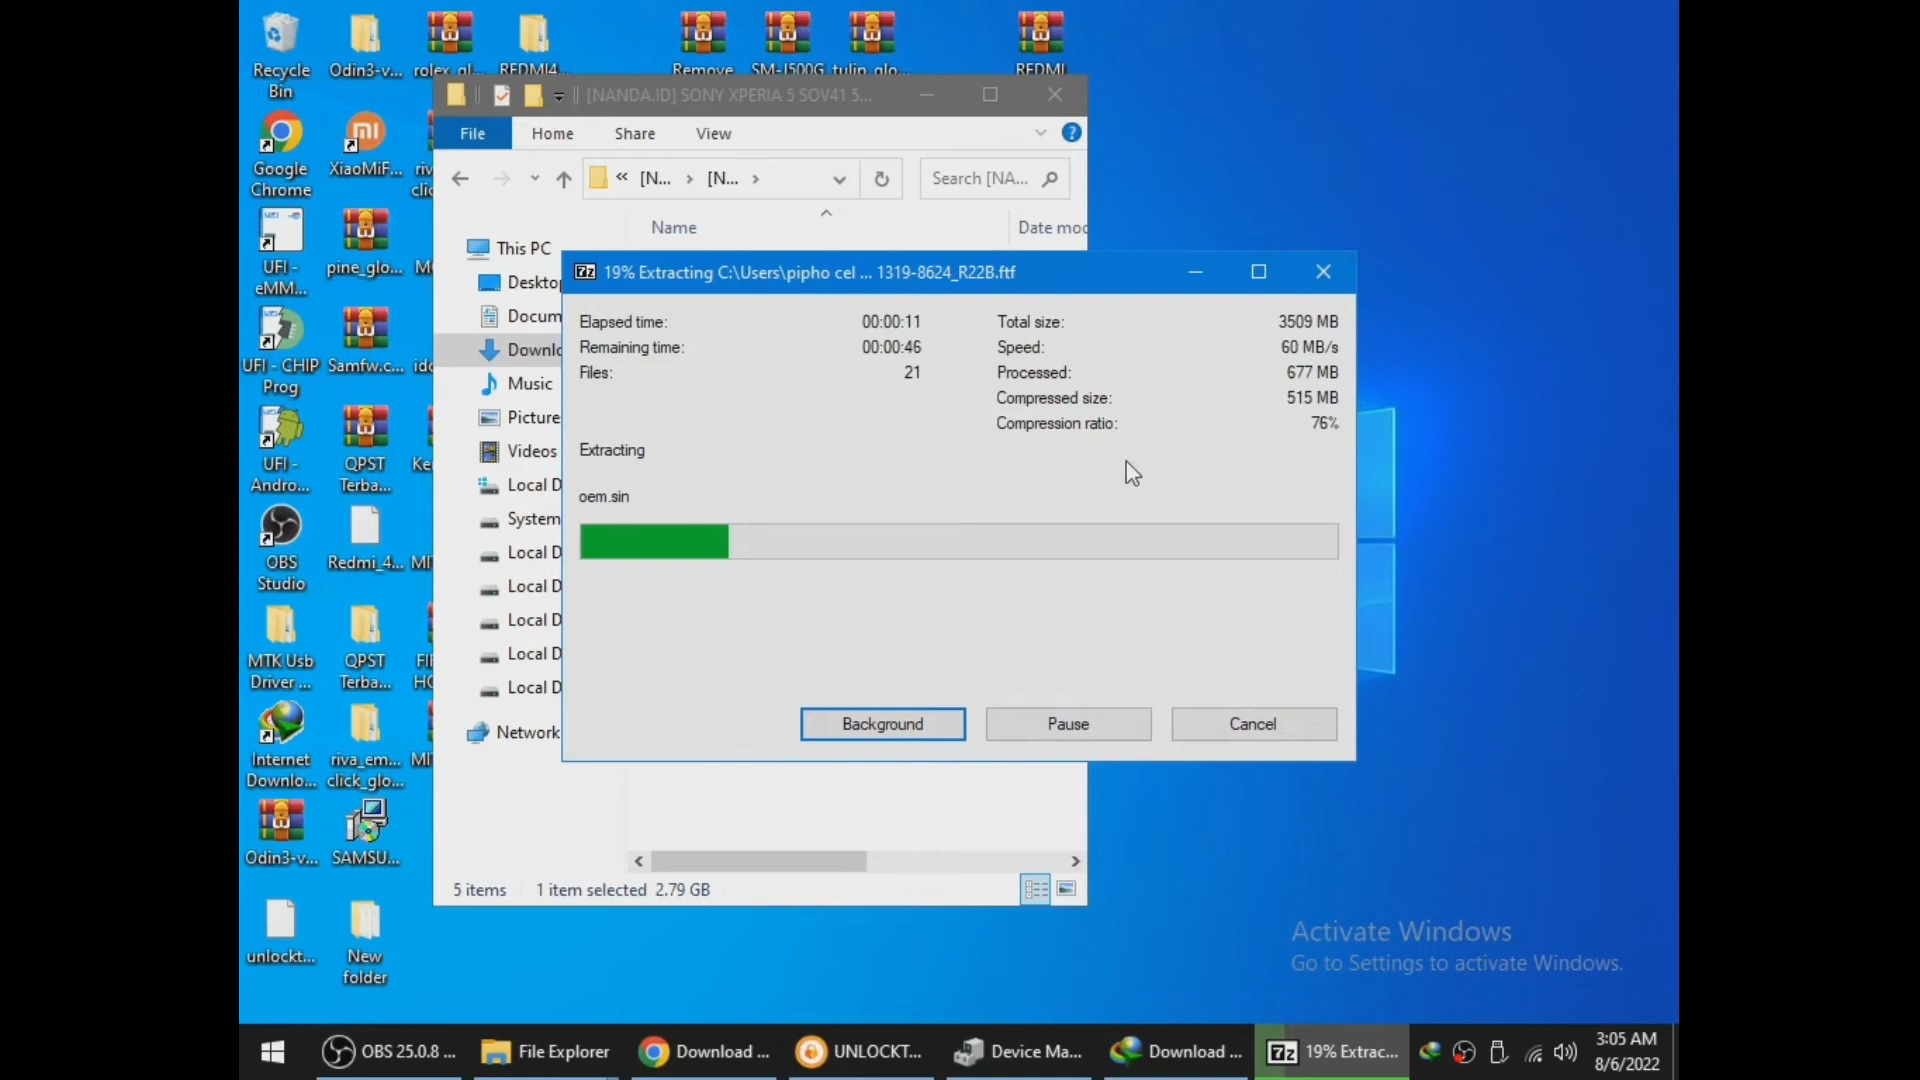 Recycle
Bin
Odin3-v...
rolex_gl...
REDMI4...
Remove
SM-J500G
tulip_glo...
REDMI
[NANDA.ID] SONY XPERIA 5 SOV41 5...
File
Home
Share
View
Google
Chrome
XiaoMiF...
riv
clic
« [N... › [N... ›
Search [NA...
Name
Date mod
This PC
Deskto
Docum
Downlo
Music
Picture
Videos
Local D
System
Local D
Local D
Local D
Local D
Local D
Network
UFI -
eMM...
pine_glo...
UFI - CHIP
Prog
Samfw.c...
ido
UFI -
Andro...
QPST
Terba...
Ke
OBS
Studio
Redmi_4...
MI
MTK Usb
Driver ...
QPST
Terba...
FI
HO
Internet
Downlo...
riva_em...
click_glo...
MI
Odin3-v...
SAMSU...
unlockt...
New
folder
7z 19% Extracting C:\Users\pipho cel ... 1319-8624_R22B.ftf
Elapsed time: 00:00:11
Remaining time: 00:00:46
Files: 21
Total size: 3509 MB
Speed: 60 MB/s
Processed: 677 MB
Compressed size: 515 MB
Compression ratio: 76%
Extracting
oem.sin
Background
Pause
Cancel
5 items 1 item selected 2.79 GB
Activate Windows
Go to Settings to activate Windows.
OBS 25.0.8 ...
File Explorer
Download ...
UNLOCKT...
Device Ma...
Download ...
7z 19% Extrac...
3:05 AM
8/6/2022